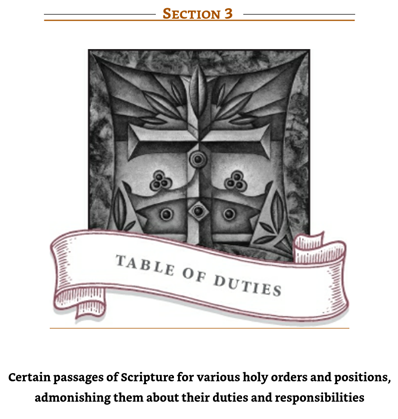 Section 3
TABLE OF DUTIES
Certain passages of Scripture for various holy orders and positions,
admonishing them about their duties and responsibilities